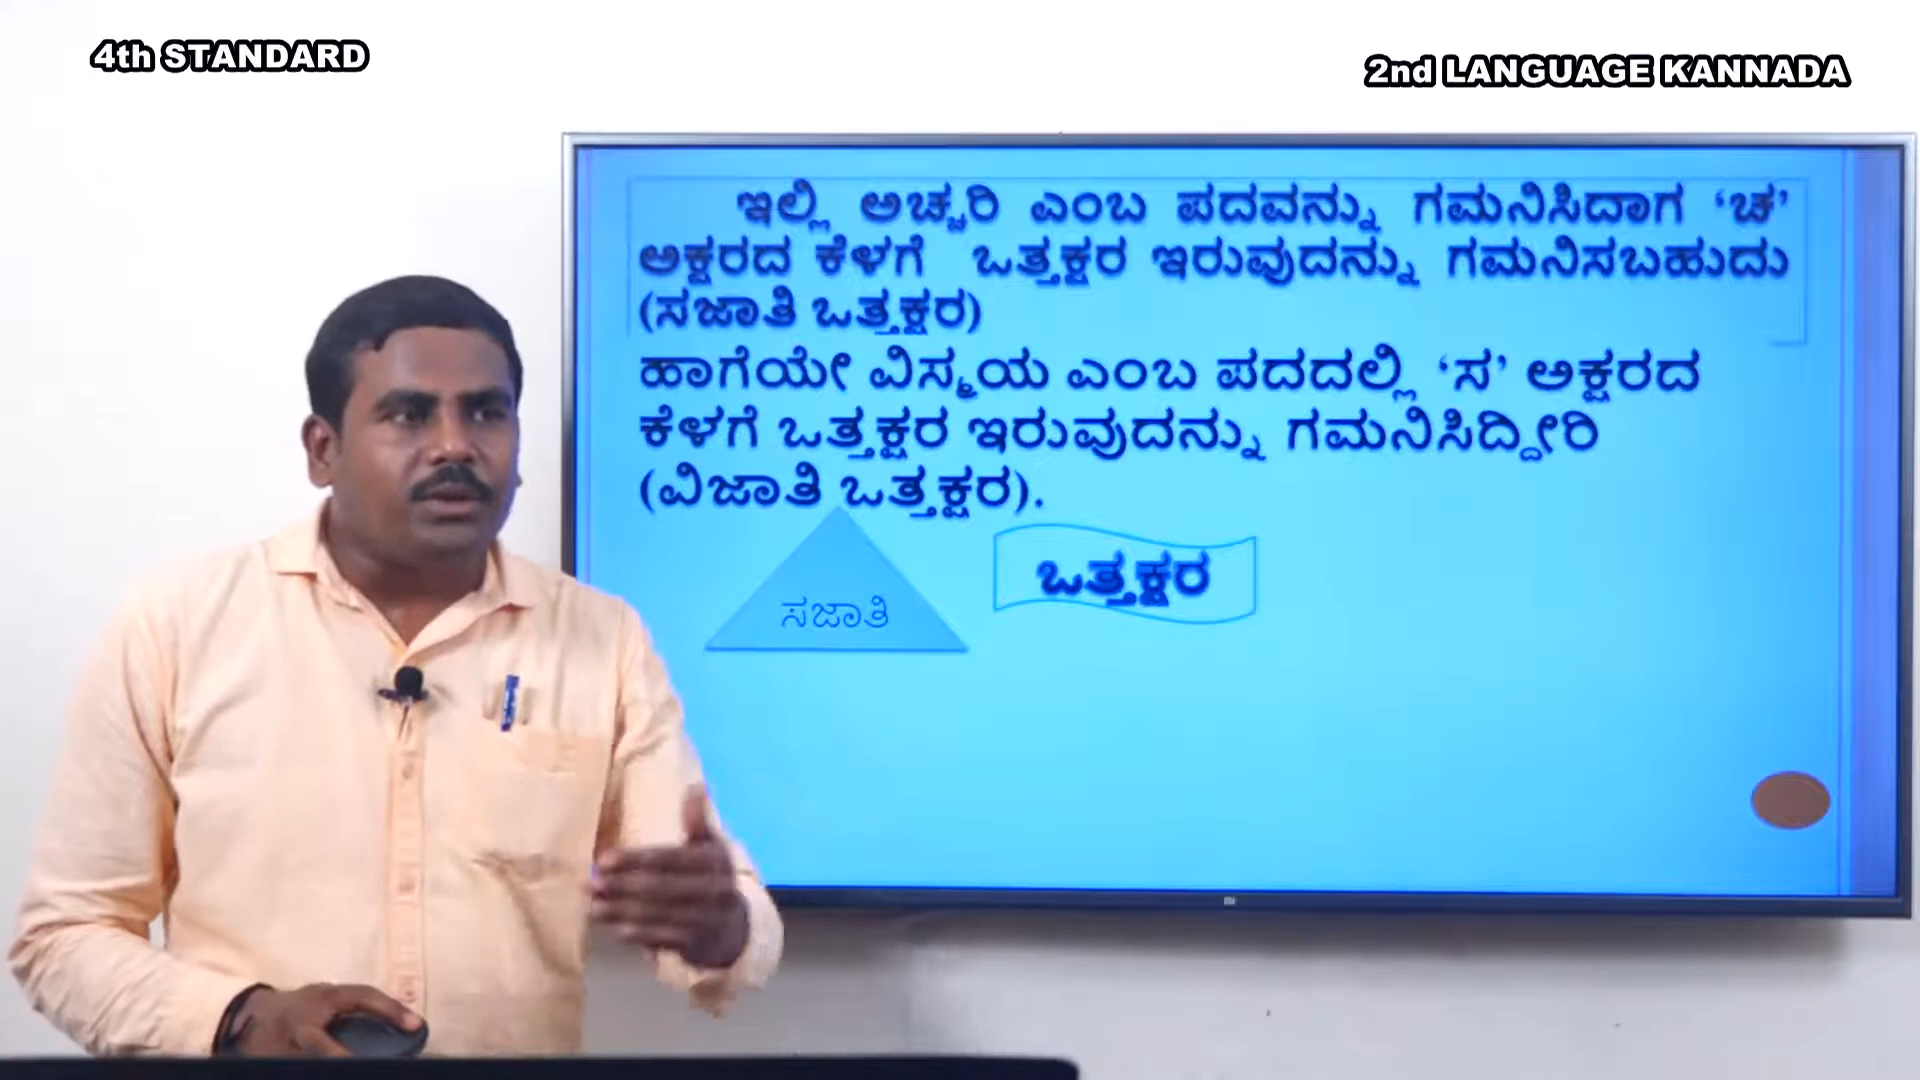 4th STANDARD
2nd LANGUAGE KANNADA
ಇಲ್ಲಿ ಅಚ್ಚರಿ ಎಂಬ ಪದವನ್ನು ಗಮನಿಸಿದಾಗ ‘ಚ’
ಅಕ್ಷರದ ಕೆಳಗೆ ಒತ್ತಕ್ಷರ ಇರುವುದನ್ನು ಗಮನಿಸಬಹುದು
(ಸಜಾತಿ ಒತ್ತಕ್ಷರ)
ಹಾಗೆಯೇ ವಿಸ್ಮಯ ಎಂಬ ಪದದಲ್ಲಿ ‘ಸ’ ಅಕ್ಷರದ
ಕೆಳಗೆ ಒತ್ತಕ್ಷರ ಇರುವುದನ್ನು ಗಮನಿಸಿದ್ದೀರಿ
(ವಿಜಾತಿ ಒತ್ತಕ್ಷರ).
ಒತ್ತಕ್ಷರ
ಸಜಾತಿ